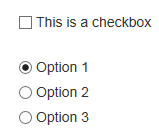 This is a checkbox
Option 1
Option 2
Option 3